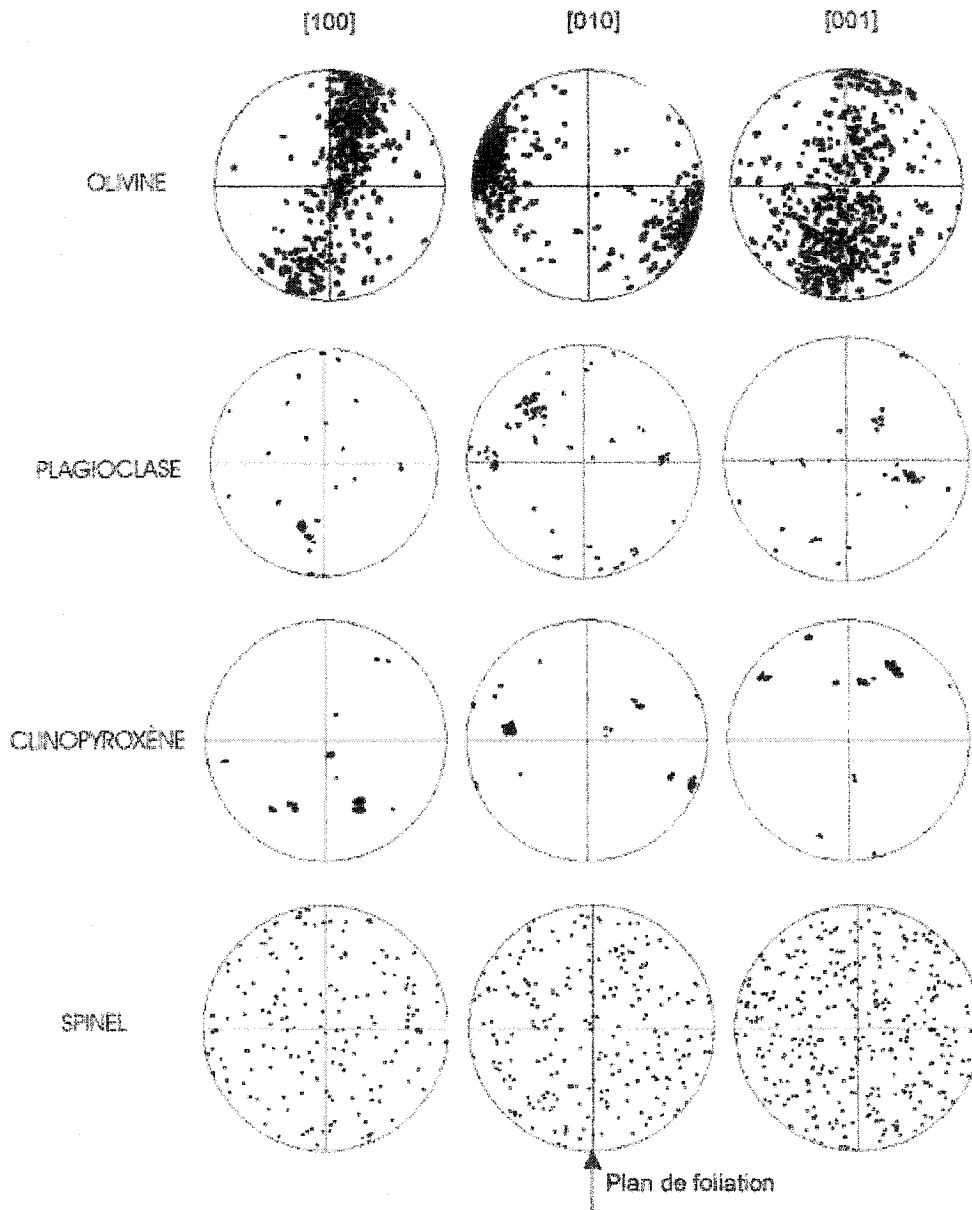 [100] [010] [001]
OLIVINE
PLAGIOCLASE
CLINOPYROXÈNE
SPINEL
Plan de foliation